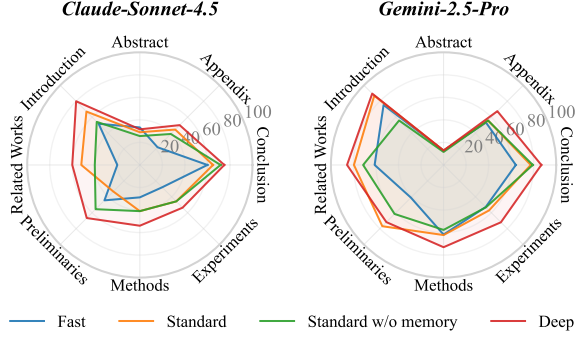 Claude-Sonnet-4.5
Abstract
Appendix
Conclusion
Experiments
Methods
Preliminaries
Related Works
Introduction
20
40
60
80
100
Gemini-2.5-Pro
Abstract
Appendix
Conclusion
Experiments
Methods
Preliminaries
Related Works
Introduction
20
40
60
80
100
Fast
Standard
Standard w/o memory
Deep